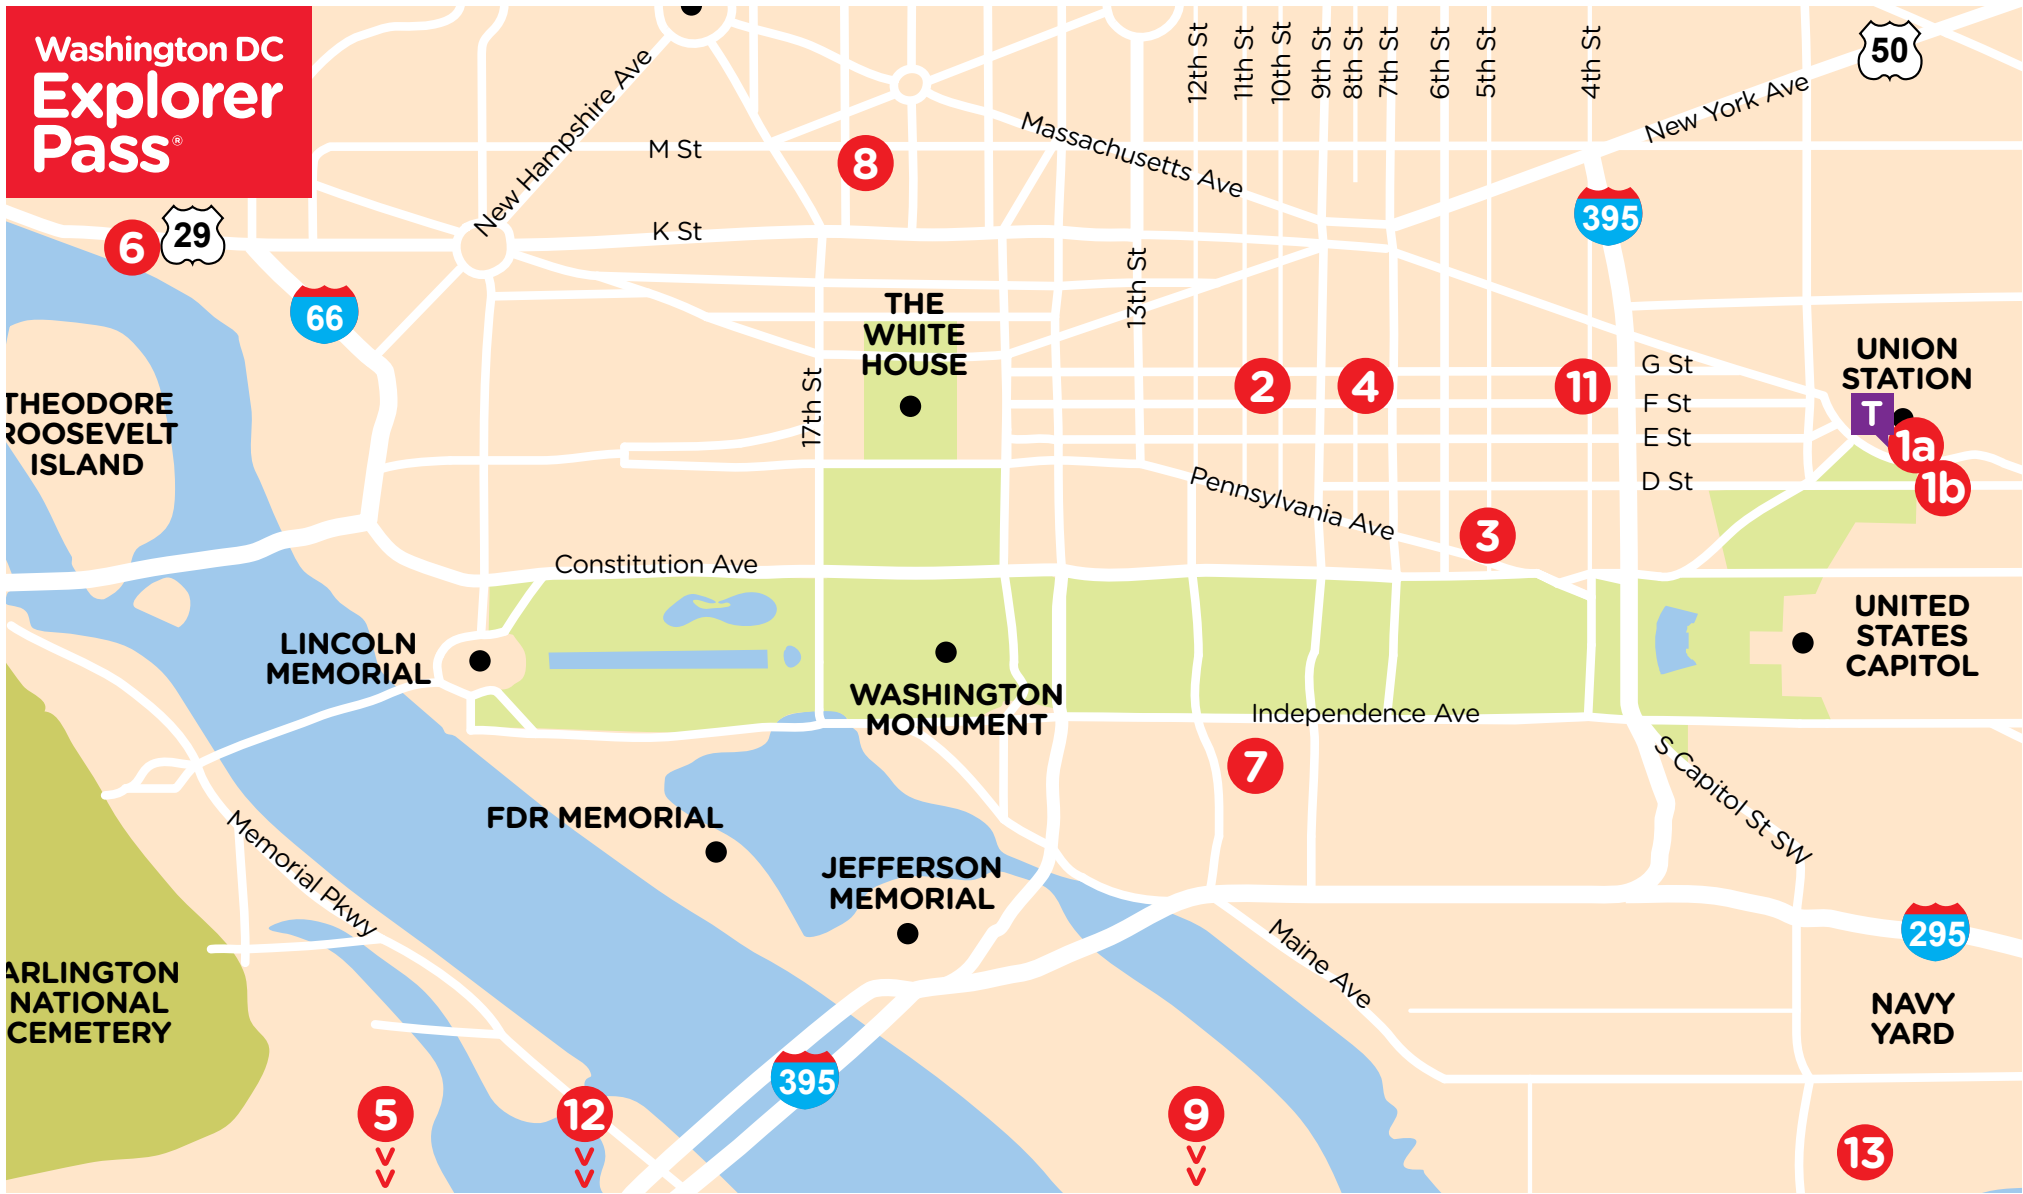 Washington DC
Explorer
Pass®
12th St
11th St
10th St
9th St
8th St
7th St
6th St
5th St
4th St
50
New York Ave
New Hampshire Ave
M St
8
Massachusetts Ave
395
6
29
K St
66
13th St
THE
WHITE
HOUSE
17th St
2
4
11
G St
F St
E St
D St
UNION
STATION
T
1a
1b
THEODORE
ROOSEVELT
ISLAND
Pennsylvania Ave
3
Constitution Ave
LINCOLN
MEMORIAL
WASHINGTON
MONUMENT
UNITED
STATES
CAPITOL
Independence Ave
7
S Capitol St SW
FDR MEMORIAL
Memorial Pkwy
JEFFERSON
MEMORIAL
Maine Ave
295
ARLINGTON
NATIONAL
CEMETERY
NAVY
YARD
395
5
12
9
13